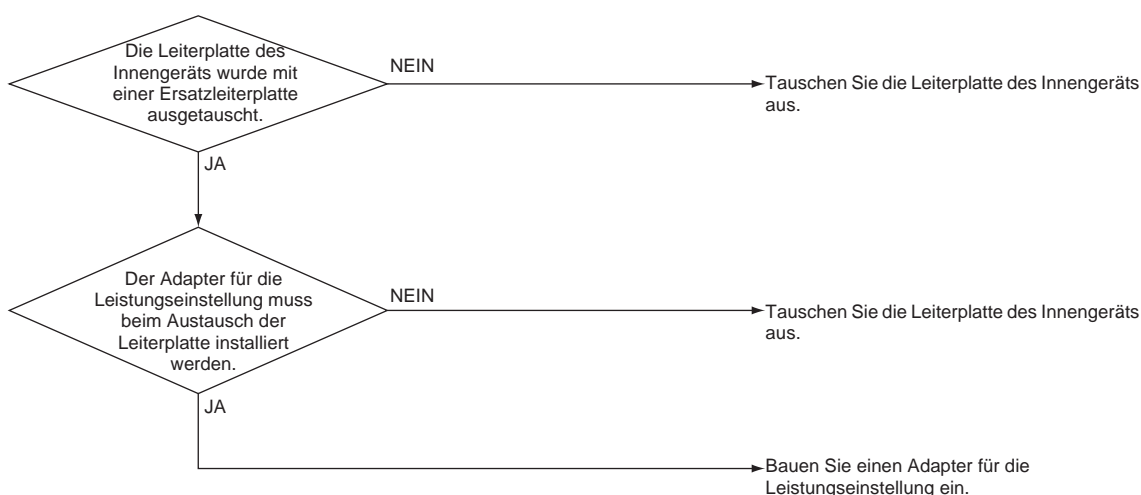 Die Leiterplatte des
Innengeräts wurde mit
einer Ersatzleiterplatte
ausgetauscht.
NEIN
Tauschen Sie die Leiterplatte des Innengeräts
aus.
JA
Der Adapter für die
Leistungseinstellung muss
beim Austausch der
Leiterplatte installiert
werden.
NEIN
Tauschen Sie die Leiterplatte des Innengeräts
aus.
JA
Bauen Sie einen Adapter für die
Leistungseinstellung ein.